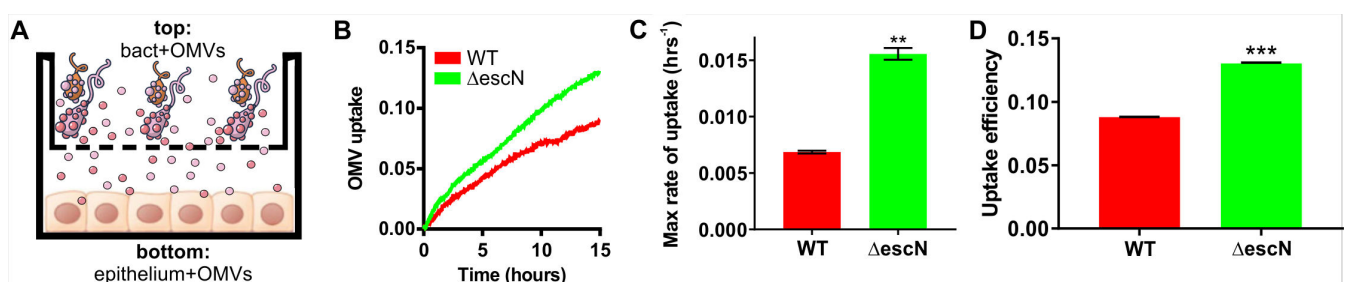 A
top:
bact+OMVs
bottom:
epithelium+OMVs
B
0.15
0.10
0.05
0.00
OMV uptake
WT
ΔescN
0
5
10
15
Time (hours)
C
Max rate of uptake (hrs⁻¹)
0.015
0.010
0.005
0.000
**
WT
ΔescN
D
Uptake efficiency
0.15
0.10
0.05
0.00
***
WT
ΔescN